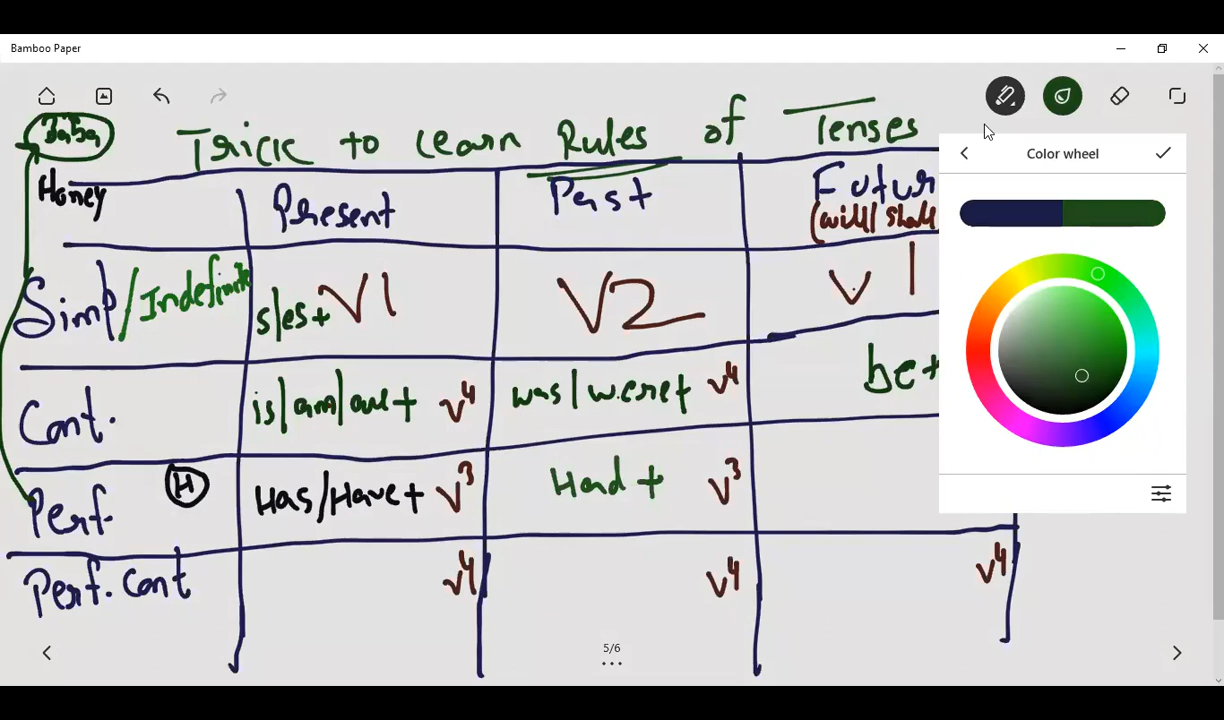 Bamboo Paper
Trick to Learn Rules of Tenses
Honey
Present
Past
Futur
(will/shall
Simp/Indefinite
s/es+ V1
V2
V1
Cont.
is/am/are + V4
was/were+ V4
be+
Perf.
H
Has/Have+ V3
Had + V3
Perf. Cont
V4
V4
V4
Color wheel
5/6